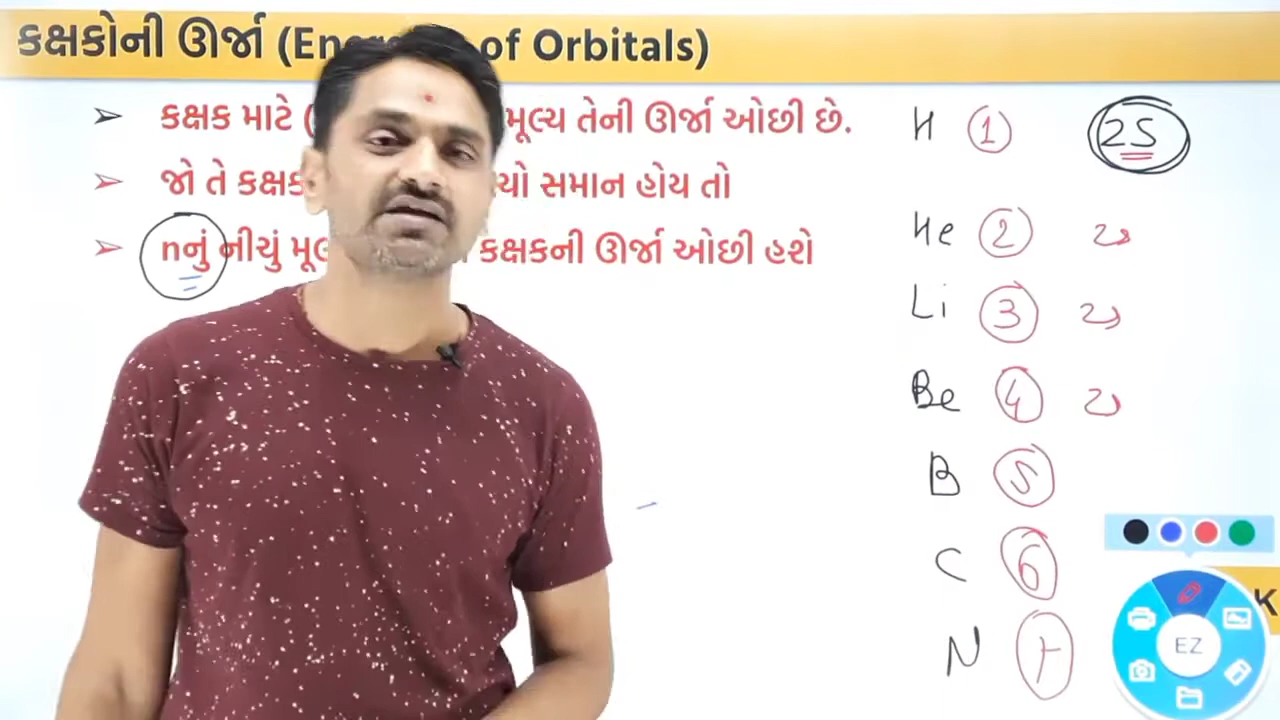 કક્ષકોની ઊર્જા (En of Orbitals)
➢ કક્ષક માટે ( મૂલ્ય તેની ઊર્જા ઓછી છે.
➢ જો તે કક્ષક યો સમાન હોય તો
➢ nનું નીચું મૂલ કક્ષકની ઊર્જા ઓછી હશે
H 1 2S
He 2 ટ
Li 3 ટ
Be 4 ટ
B 5
C 6
N 7
EZ
K